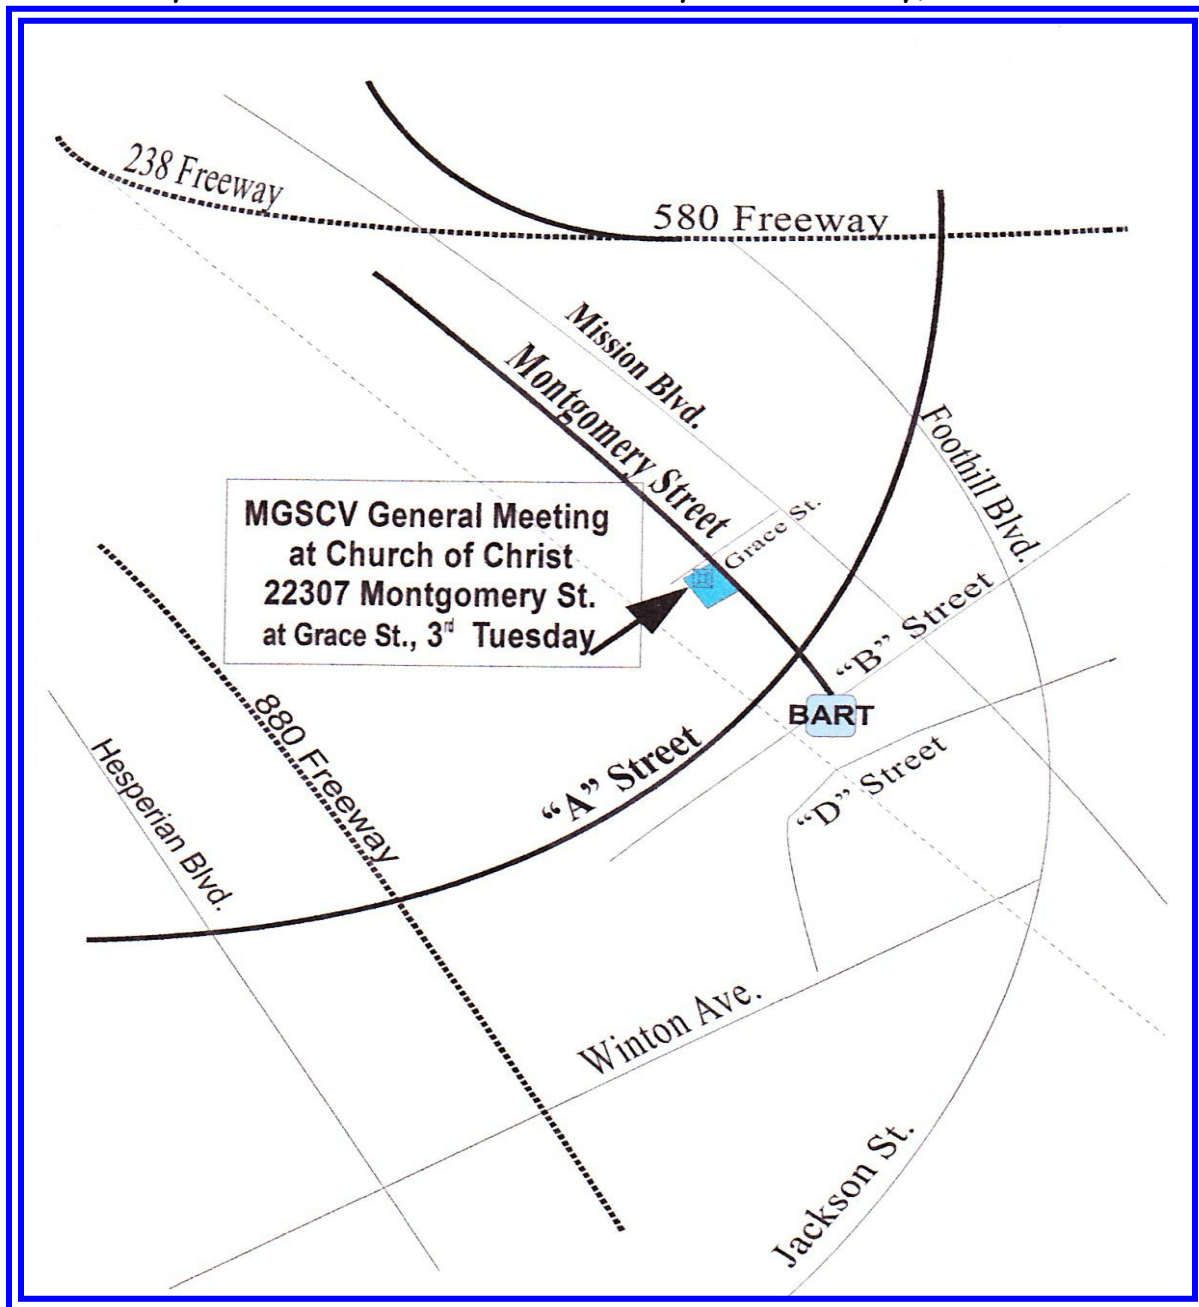 238 Freeway
580 Freeway
Mission Blvd.
Montgomery Street
Foothill Blvd.
Grace St.
MGSCV General Meeting
at Church of Christ
22307 Montgomery St.
at Grace St., 3rd Tuesday
"B" Street
BART
880 Freeway
"A" Street
"D" Street
Hesperian Blvd.
Winton Ave.
Jackson St.